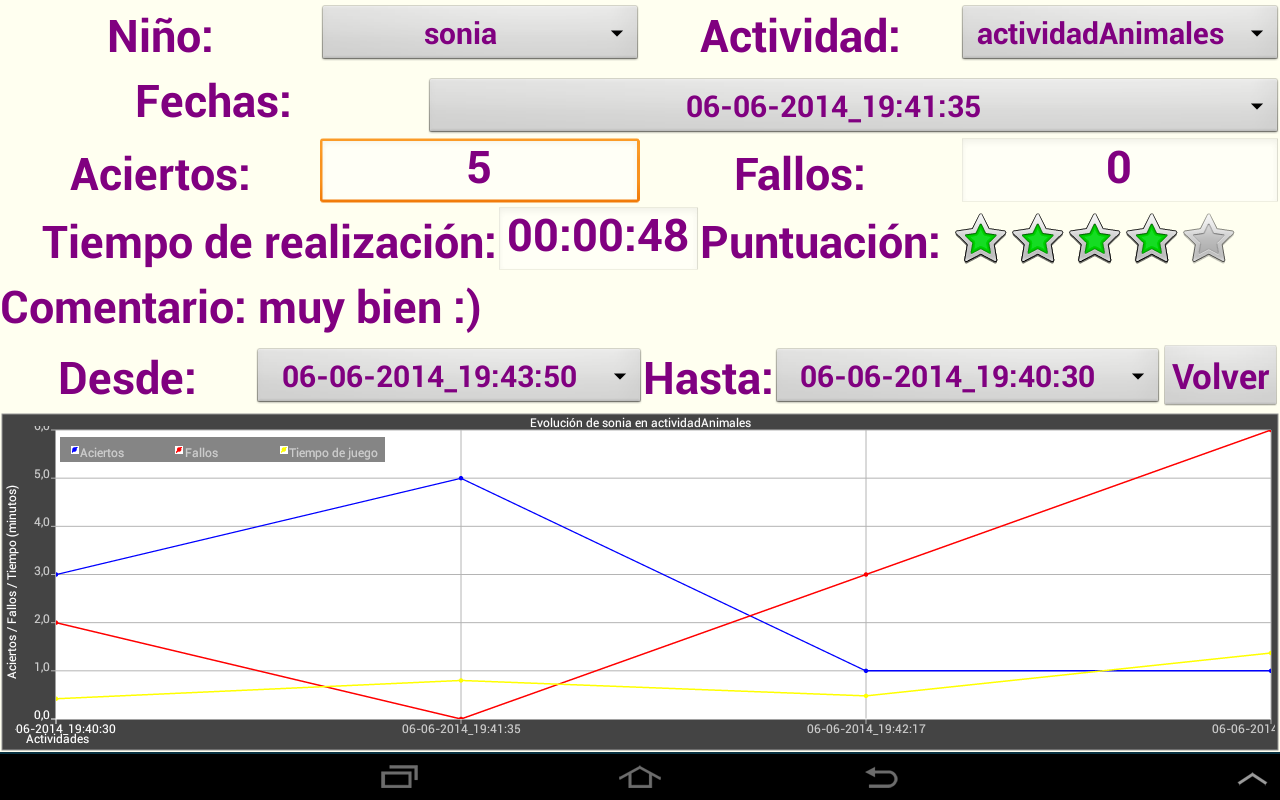 Niño: sonia Actividad: actividadAnimales
Fechas: 06-06-2014_19:41:35
Aciertos: 5 Fallos: 0
Tiempo de realización: 00:00:48 Puntuación:
Comentario: muy bien :)
Desde: 06-06-2014_19:43:50 Hasta: 06-06-2014_19:40:30 Volver
Evolución de sonia en actividadAnimales
Aciertos Fallos Tiempo de juego
Aciertos / Fallos / Tiempo (minutos)
6,0
5,0
4,0
3,0
2,0
1,0
0,0
06-2014_19:40:30 06-06-2014_19:41:35 06-06-2014_19:42:17 06-06-2014
Actividades